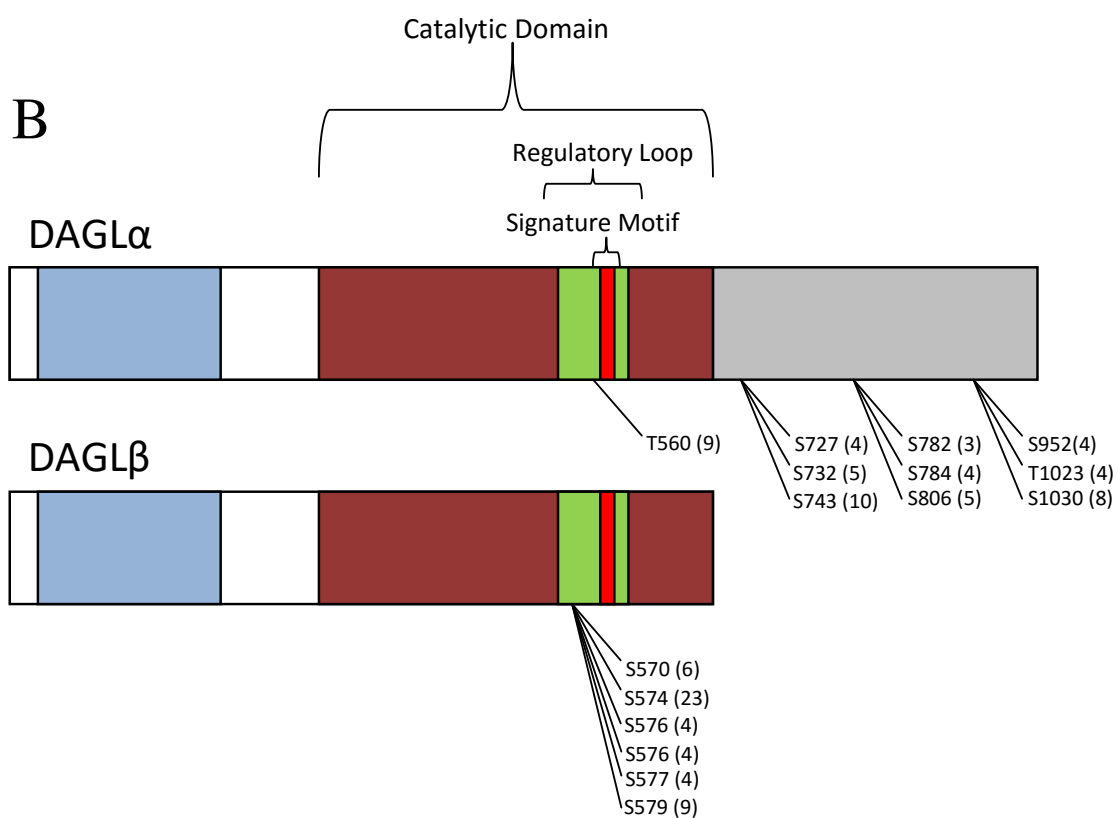 Catalytic Domain
B
Regulatory Loop
Signature Motif
DAGLα
T560 (9)
S727 (4)
S732 (5)
S743 (10)
S782 (3)
S784 (4)
S806 (5)
S952(4)
T1023 (4)
S1030 (8)
DAGLβ
S570 (6)
S574 (23)
S576 (4)
S576 (4)
S577 (4)
S579 (9)